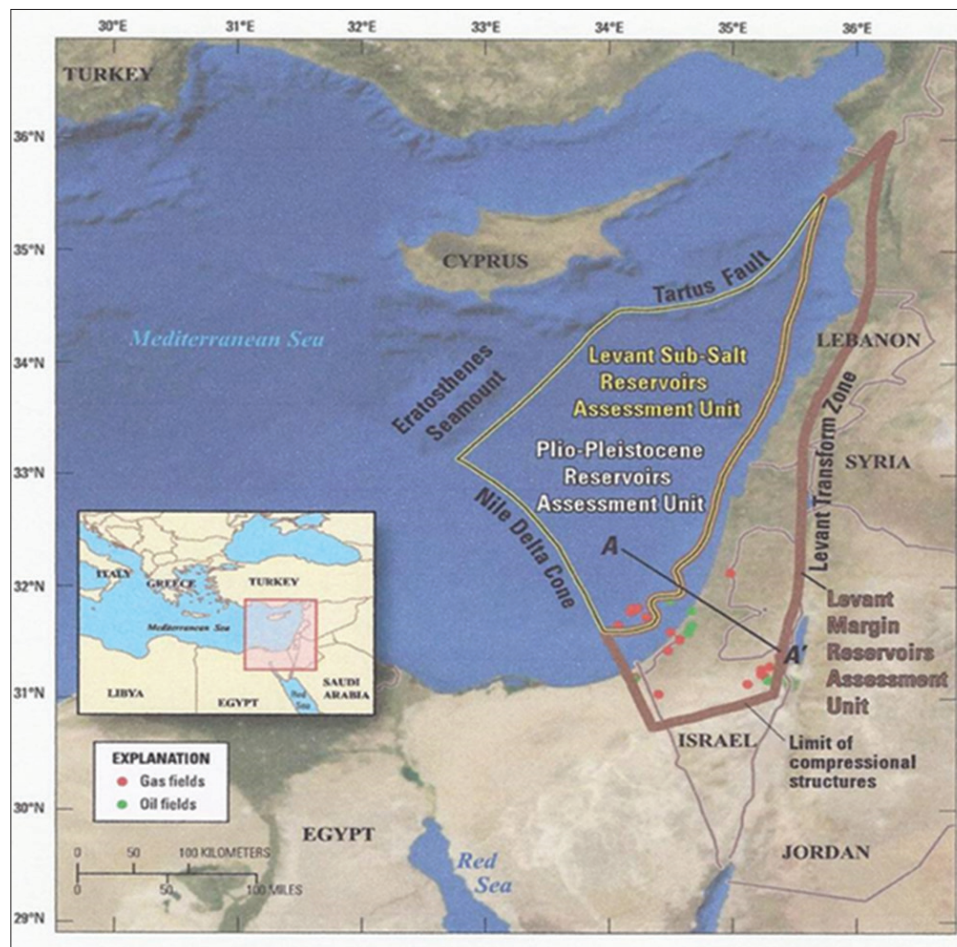 30°E 31°E 32°E 33°E 34°E 35°E 36°E
TURKEY
36°N
35°N
CYPRUS
Tartus Fault
Mediterranean Sea
34°N
LEBANON
Levant Sub-Salt
Reservoirs
Assessment Unit
Eratosthenes
Seamount
Levant Transform Zone
33°N
Plio-Pleistocene
Reservoirs
Assessment Unit
SYRIA
Nile Delta Cone
A
32°N
ITALY
GREECE
TURKEY
Mediterranean Sea
LIBYA
EGYPT
Red
Sea
SAUDI
ARABIA
Levant
Margin
Reservoirs
Assessment
Unit
A'
31°N
ISRAEL
Limit of
compressional
structures
EXPLANATION
Gas fields
Oil fields
30°N
EGYPT
JORDAN
0 50 100 KILOMETERS
0 50 100 MILES
Red
Sea
29°N